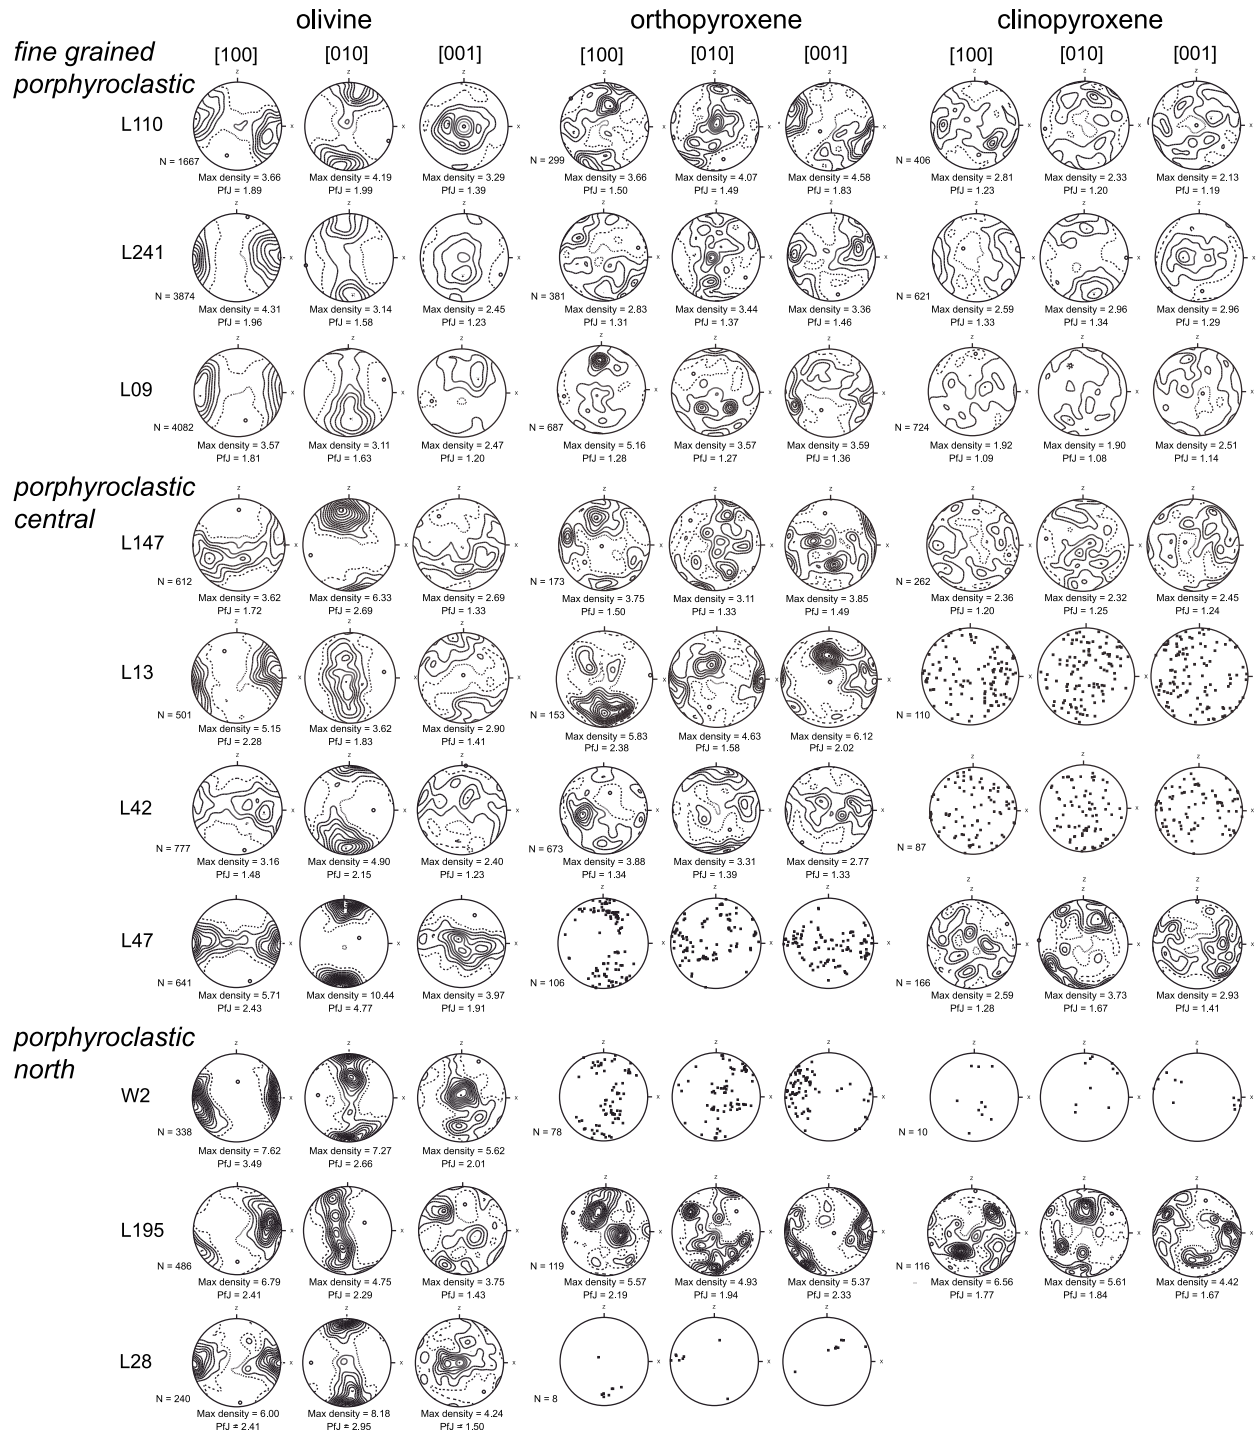 olivine orthopyroxene clinopyroxene
fine grained
porphyroclastic
[100] [010] [001] [100] [010] [001] [100] [010] [001]
z z z
L110 x x x
N = 1667 N = 299 N = 406
Max density = 3.66 Max density = 4.19 Max density = 3.29 Max density = 3.66 Max density = 4.07 Max density = 4.58 Max density = 2.81 Max density = 2.33 Max density = 2.13
PfJ = 1.89 PfJ = 1.99 PfJ = 1.39 PfJ = 1.50 PfJ = 1.49 PfJ = 1.83 PfJ = 1.23 PfJ = 1.20 PfJ = 1.19
z z z
L241 x x x
N = 3874 N = 381 N = 621
Max density = 4.31 Max density = 3.14 Max density = 2.45 Max density = 2.83 Max density = 3.44 Max density = 3.36 Max density = 2.59 Max density = 2.96 Max density = 2.96
PfJ = 1.96 PfJ = 1.58 PfJ = 1.23 PfJ = 1.31 PfJ = 1.37 PfJ = 1.46 PfJ = 1.33 PfJ = 1.34 PfJ = 1.29
z z z
L09 x x x
N = 4082 N = 687 N = 724
Max density = 3.57 Max density = 3.11 Max density = 2.47 Max density = 5.16 Max density = 3.57 Max density = 3.59 Max density = 1.92 Max density = 1.90 Max density = 2.51
PfJ = 1.81 PfJ = 1.63 PfJ = 1.20 PfJ = 1.28 PfJ = 1.27 PfJ = 1.36 PfJ = 1.09 PfJ = 1.08 PfJ = 1.14
porphyroclastic
central
z z z
L147 x x x
N = 612 N = 173 N = 262
Max density = 3.62 Max density = 6.33 Max density = 2.69 Max density = 3.75 Max density = 3.11 Max density = 3.85 Max density = 2.36 Max density = 2.32 Max density = 2.45
PfJ = 1.72 PfJ = 2.69 PfJ = 1.33 PfJ = 1.50 PfJ = 1.33 PfJ = 1.49 PfJ = 1.20 PfJ = 1.25 PfJ = 1.24
z z z
L13 x x x
N = 501 N = 153 N = 110
Max density = 5.15 Max density = 3.62 Max density = 2.90 Max density = 5.83 Max density = 4.63 Max density = 6.12
PfJ = 2.28 PfJ = 1.83 PfJ = 1.41 PfJ = 2.38 PfJ = 1.58 PfJ = 2.02
z z z
L42 x x x
N = 777 N = 673 N = 87
Max density = 3.16 Max density = 4.90 Max density = 2.40 Max density = 3.88 Max density = 3.31 Max density = 2.77
PfJ = 1.48 PfJ = 2.15 PfJ = 1.23 PfJ = 1.34 PfJ = 1.39 PfJ = 1.33
z z z z
L47 x x x
N = 641 N = 106 N = 166
Max density = 5.71 Max density = 10.44 Max density = 3.97 Max density = 2.59 Max density = 3.73 Max density = 2.93
PfJ = 2.43 PfJ = 4.77 PfJ = 1.91 PfJ = 1.28 PfJ = 1.67 PfJ = 1.41
porphyroclastic
north
z z z
W2 x x x
N = 338 N = 78 N = 10
Max density = 7.62 Max density = 7.27 Max density = 5.62
PfJ = 3.49 PfJ = 2.66 PfJ = 2.01
z z z
L195 x x x
N = 486 N = 119 N = 116
Max density = 6.79 Max density = 4.75 Max density = 3.75 Max density = 5.57 Max density = 4.93 Max density = 5.37 Max density = 6.56 Max density = 5.61 Max density = 4.42
PfJ = 2.41 PfJ = 2.29 PfJ = 1.43 PfJ = 2.19 PfJ = 1.94 PfJ = 2.33 PfJ = 1.77 PfJ = 1.84 PfJ = 1.67
z z
L28 x x
N = 240 N = 8
Max density = 6.00 Max density = 8.18 Max density = 4.24
PfJ = 2.41 PfJ = 2.95 PfJ = 1.50